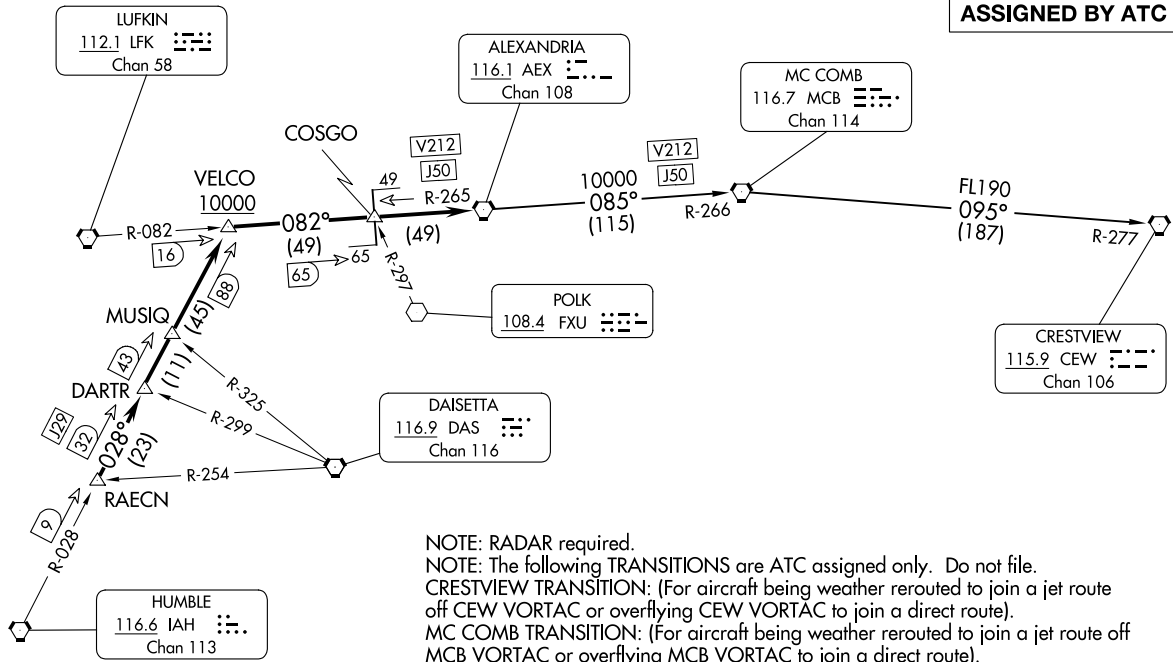 ASSIGNED BY ATC
LUFKIN
112.1 LFK
Chan 58
ALEXANDRIA
116.1 AEX
Chan 108
MC COMB
116.7 MCB
Chan 114
COSGO
V212
J50
V212
J50
VELCO
10000
49
R-265
10000
085°
(115)
R-266
FL190
095°
(187)
R-277
R-082
16
082°
(49)
(49)
65
65
R-297
88
POLK
108.4 FXU
MUSIQ
(45)
CRESTVIEW
115.9 CEW
Chan 106
43
(11)
DARTR
R-325
R-299
DAISETTA
116.9 DAS
Chan 116
J29
32
028°
(23)
R-254
RAECN
9
R-028
HUMBLE
116.6 IAH
Chan 113
NOTE: RADAR required.
NOTE: The following TRANSITIONS are ATC assigned only. Do not file.
CRESTVIEW TRANSITION: (For aircraft being weather rerouted to join a jet route
off CEW VORTAC or overflying CEW VORTAC to join a direct route).
MC COMB TRANSITION: (For aircraft being weather rerouted to join a jet route off
MCB VORTAC or overflying MCB VORTAC to join a direct route).